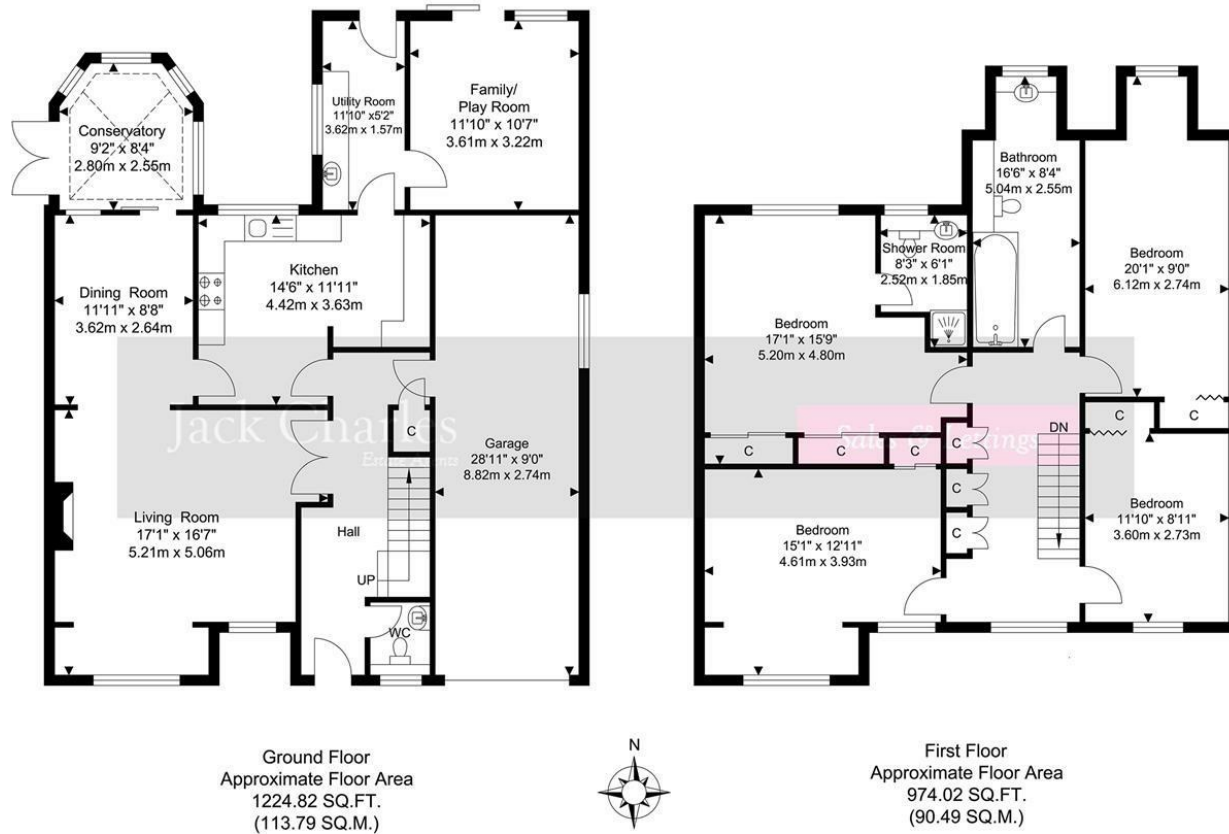 Conservatory
9'2" x 8'4"
2.80m x 2.55m
Utility Room
11'10" x5'2"
3.62m x 1.57m
Family/
Play Room
11'10" x 10'7"
3.61m x 3.22m
Dining Room
11'11" x 8'8"
3.62m x 2.64m
Kitchen
14'6" x 11'11"
4.42m x 3.63m
C
Garage
28'11" x 9'0"
8.82m x 2.74m
Living Room
17'1" x 16'7"
5.21m x 5.06m
Hall
UP
WC
Bathroom
16'6" x 8'4"
5.04m x 2.55m
Shower Room
8'3" x 6'1"
2.52m x 1.85m
Bedroom
20'1" x 9'0"
6.12m x 2.74m
Bedroom
17'1" x 15'9"
5.20m x 4.80m
C
C
C
C
C
C
DN
C
C
Bedroom
15'1" x 12'11"
4.61m x 3.93m
Bedroom
11'10" x 8'11"
3.60m x 2.73m
Jack Charles
Estate Agents
Sales & Lettings
Ground Floor
Approximate Floor Area
1224.82 SQ.FT.
(113.79 SQ.M.)
N
First Floor
Approximate Floor Area
974.02 SQ.FT.
(90.49 SQ.M.)